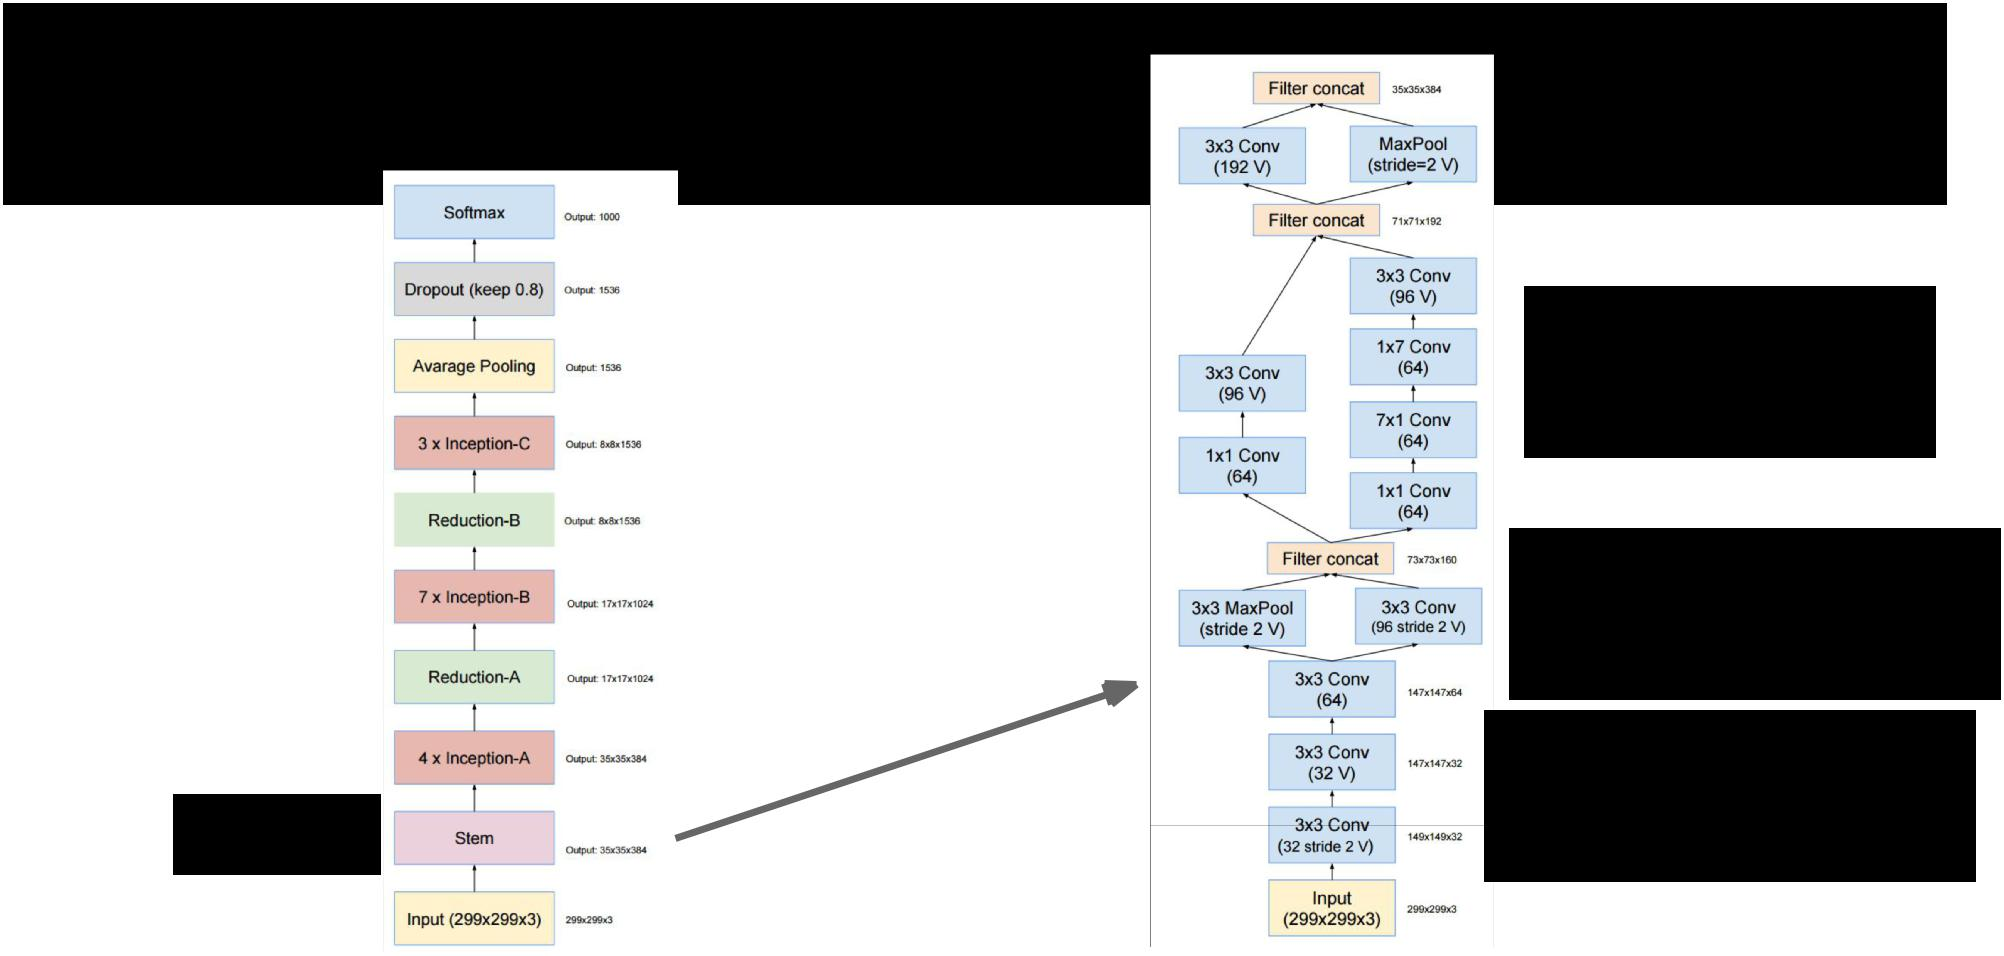 Softmax
Output: 1000
Dropout (keep 0.8)
Output: 1536
Avarage Pooling
Output: 1536
3 x Inception-C
Output: 8x8x1536
Reduction-B
Output: 8x8x1536
7 x Inception-B
Output: 17x17x1024
Reduction-A
Output: 17x17x1024
4 x Inception-A
Output: 35x35x384
Stem
Output: 35x35x384
Input (299x299x3)
299x299x3
Filter concat
35x35x384
3x3 Conv
(192 V)
MaxPool
(stride=2 V)
Filter concat
71x71x192
3x3 Conv
(96 V)
1x7 Conv
(64)
3x3 Conv
(96 V)
7x1 Conv
(64)
1x1 Conv
(64)
1x1 Conv
(64)
Filter concat
73x73x160
3x3 MaxPool
(stride 2 V)
3x3 Conv
(96 stride 2 V)
3x3 Conv
(64)
147x147x64
3x3 Conv
(32 V)
147x147x32
3x3 Conv
(32 stride 2 V)
149x149x32
Input
(299x299x3)
299x299x3